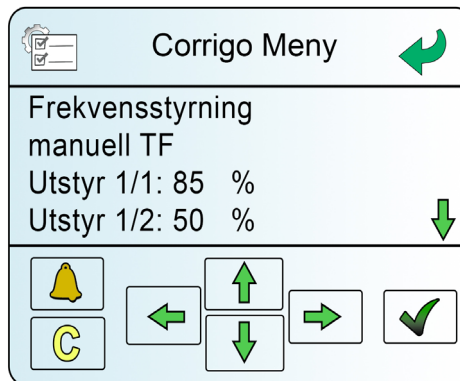 Corrigo Meny
Frekvensstyrning
manuell TF
Utstyr 1/1: 85 %
Utstyr 1/2: 50 %
C